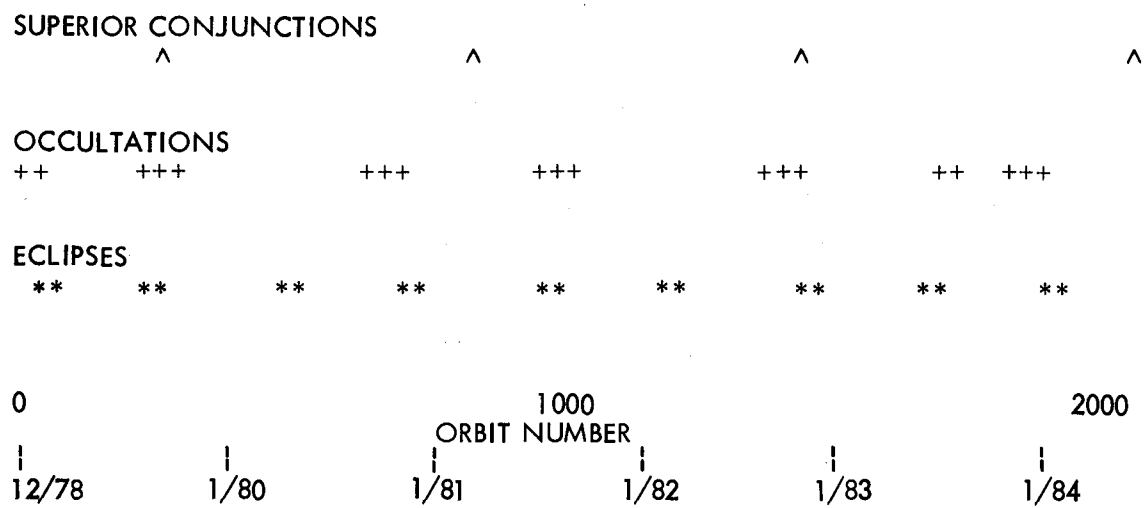 SUPERIOR CONJUNCTIONS
^ ^ ^ ^
OCCULTATIONS
++ +++ +++ +++ +++ ++ +++
ECLIPSES
** ** ** ** ** ** ** ** **
0 1000 2000
ORBIT NUMBER
12/78 1/80 1/81 1/82 1/83 1/84